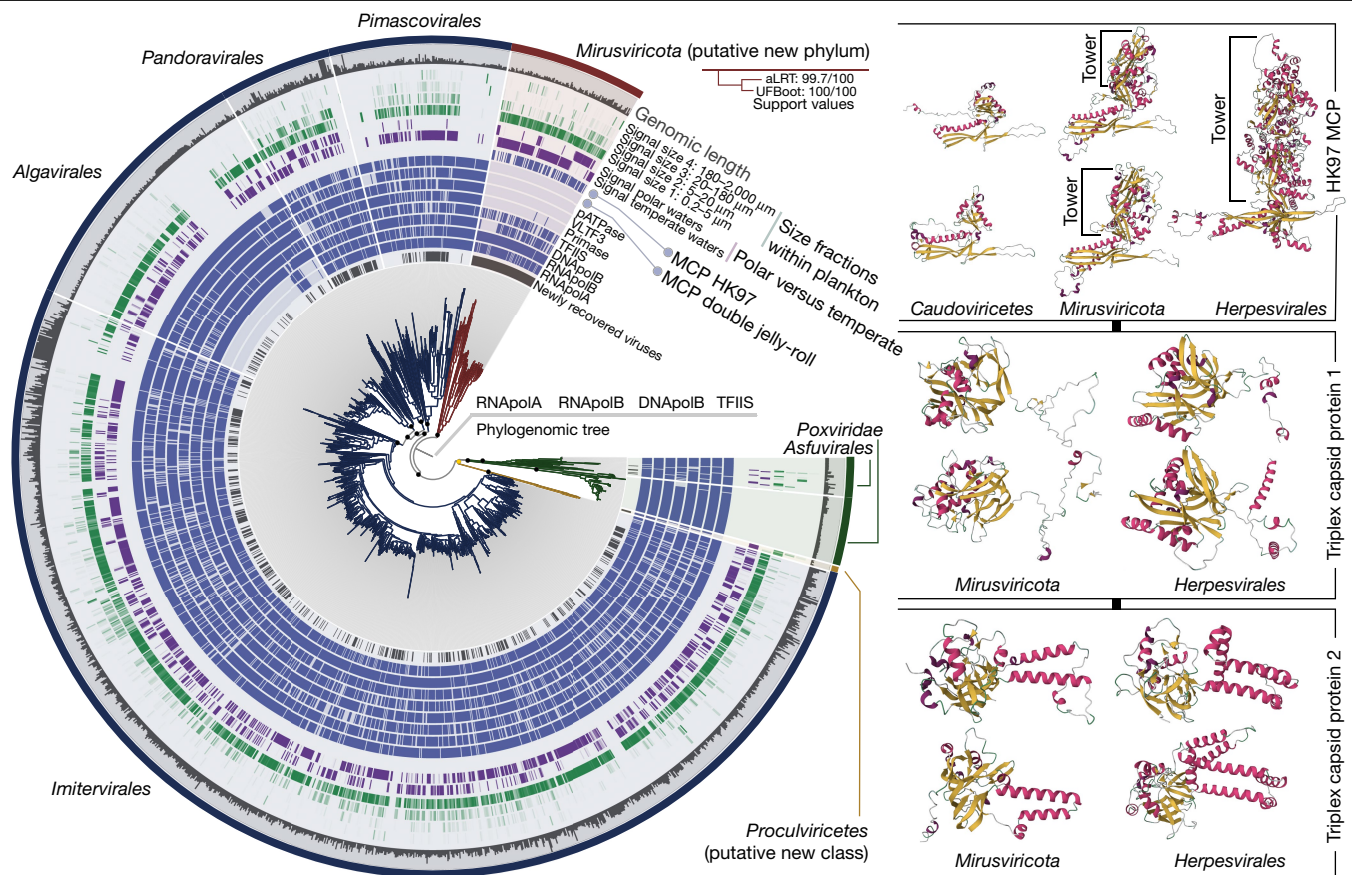 Pimascovirales
Pandoravirales
Algavirales
Imitervirales
Mirusviricota (putative new phylum)
aLRT: 99.7/100
UFBoot: 100/100
Support values
Genomic length
Signal size 4: 180–2,000 μm
Signal size 3: 20–180 μm
Signal size 2: 5–20 μm
Signal size 1: 0.2–5 μm
Signal polar waters
Signal temperate waters
Size fractions
within plankton
Polar versus temperate
MCP HK97
MCP double jelly-roll
pATPase
VLTF3
Primase
TFIIS
DNApolB
RNApolB
RNApolA
Newly recovered viruses
RNApolA RNApolB DNApolB TFIIS
Phylogenomic tree
Poxviridae
Asfuvirales
Proculviricetes
(putative new class)
Tower
Tower
Tower
HK97 MCP
Caudoviricetes Mirusviricota Herpesvirales
Triplex capsid protein 1
Mirusviricota Herpesvirales
Triplex capsid protein 2
Mirusviricota Herpesvirales